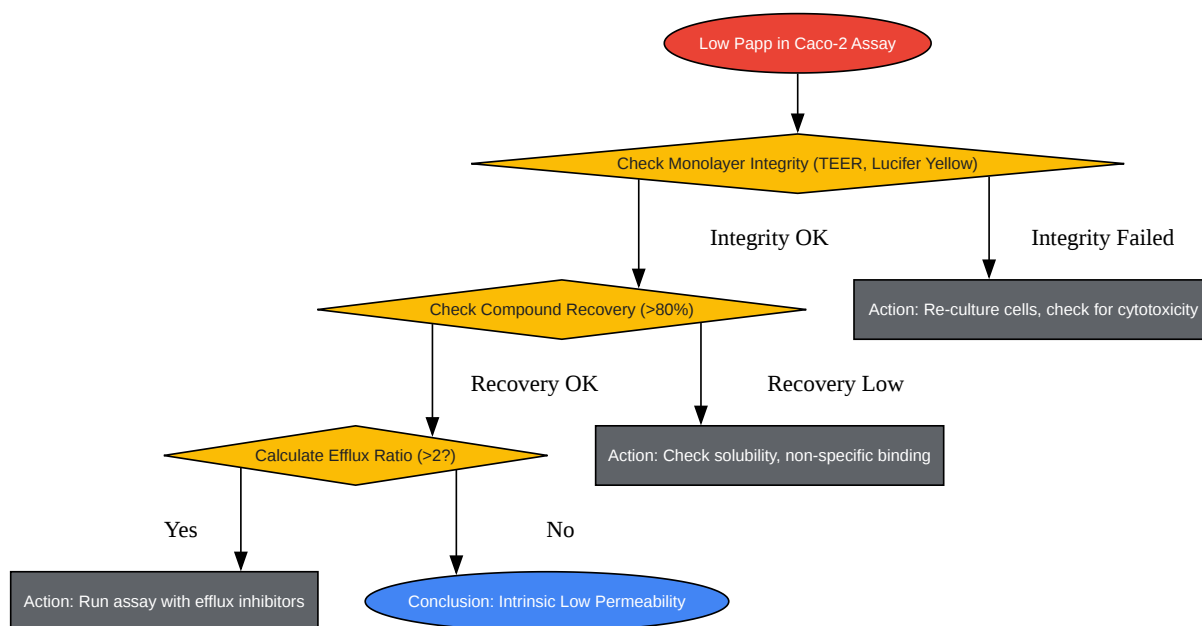 Low Papp in Caco-2 Assay
Check Monolayer Integrity (TEER, Lucifer Yellow)
Integrity OK
Integrity Failed
Check Compound Recovery (>80%)
Action: Re-culture cells, check for cytotoxicity
Recovery OK
Recovery Low
Calculate Efflux Ratio (>2?)
Action: Check solubility, non-specific binding
Yes
No
Action: Run assay with efflux inhibitors
Conclusion: Intrinsic Low Permeability